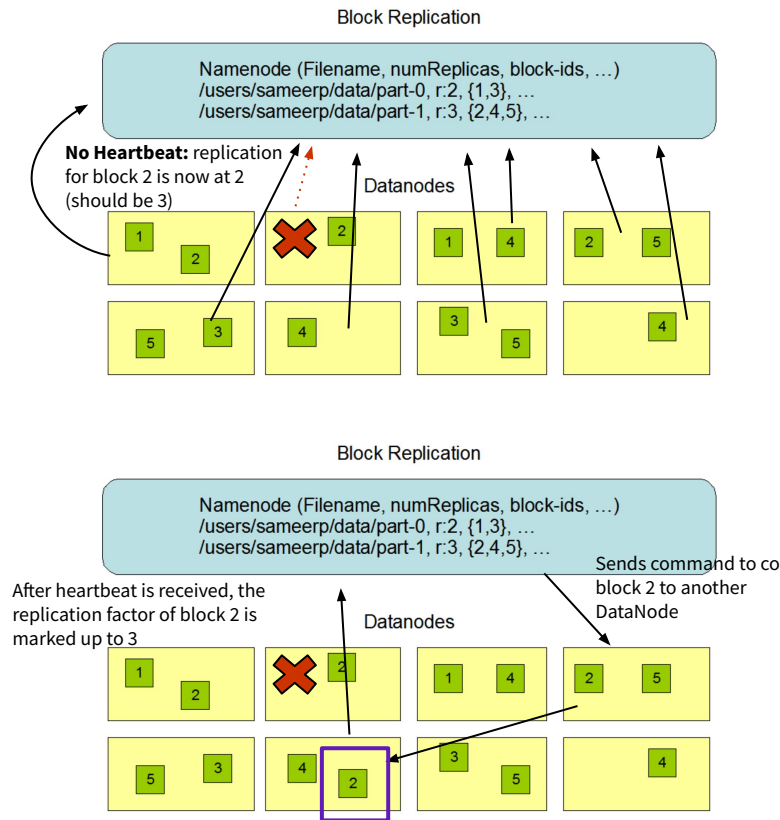 Block Replication
Namenode (Filename, numReplicas, block-ids, …)
/users/sameerp/data/part-0, r:2, {1,3}, …
/users/sameerp/data/part-1, r:3, {2,4,5}, …
No Heartbeat: replication
for block 2 is now at 2
(should be 3)
Datanodes
1 2 2 1 4 2 5
5 3 4 3 5 4
Block Replication
Namenode (Filename, numReplicas, block-ids, …)
/users/sameerp/data/part-0, r:2, {1,3}, …
/users/sameerp/data/part-1, r:3, {2,4,5}, …
Sends command to co
block 2 to another
DataNode
After heartbeat is received, the
replication factor of block 2 is
marked up to 3
Datanodes
1 2 2 1 4 2 5
5 3 4 2 3 5 4